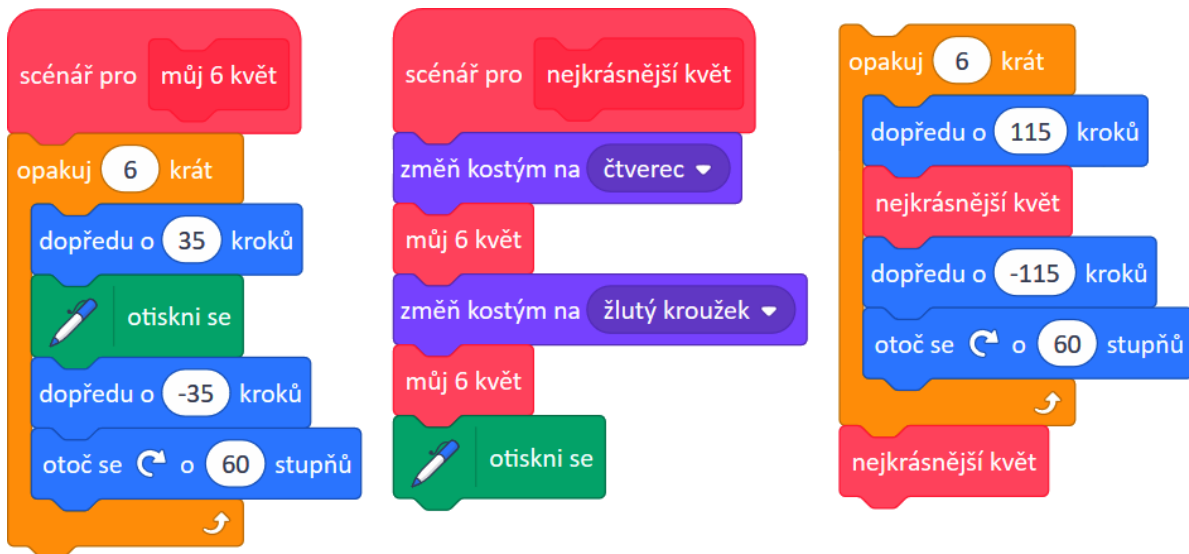 scénář pro můj 6 květ
opakuj 6 krát
dopředu o 35 kroků
otiskni se
dopředu o -35 kroků
otoč se o 60 stupňů
scénář pro nejkrásnější květ
změň kostým na čtverec
můj 6 květ
změň kostým na žlutý kroužek
můj 6 květ
otiskni se
opakuj 6 krát
dopředu o 115 kroků
nejkrásnější květ
dopředu o -115 kroků
otoč se o 60 stupňů
nejkrásnější květ